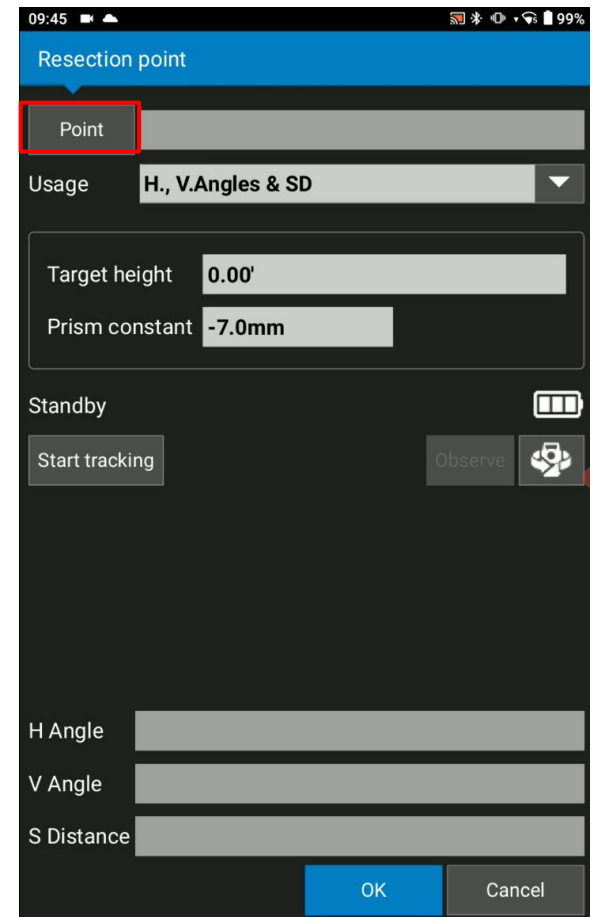 09:45 99%
Resection point
Point
Usage H., V.Angles & SD
Target height 0.00'
Prism constant -7.0mm
Standby
Start tracking Observe
H Angle
V Angle
S Distance
OK Cancel